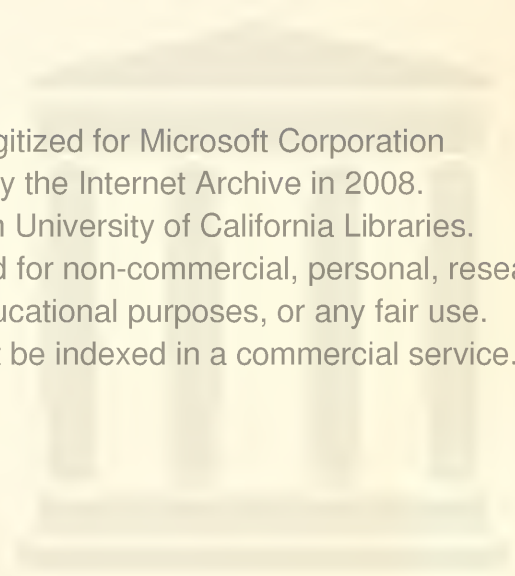 gitized for Microsoft Corporation
y the Internet Archive in 2008.
University of California Libraries.
d for non-commercial, personal, resea
ucational purposes, or any fair use.
t be indexed in a commercial service.